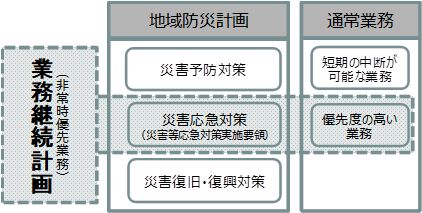 業務継続計画
（非常時優先業務）
地域防災計画
災害予防対策
災害応急対策
（災害等応急対策実施要領）
災害復旧・復興対策
通常業務
短期の中断が
可能な業務
優先度の高い
業務